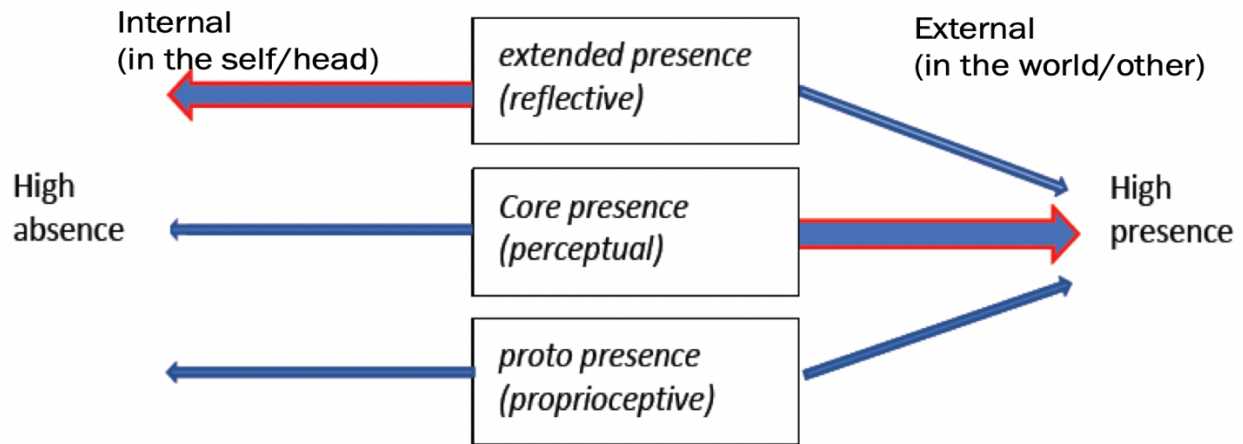 Internal
(in the self/head)
extended presence
(reflective)
External
(in the world/other)
High
absence
Core presence
(perceptual)
High
presence
proto presence
(proprioceptive)